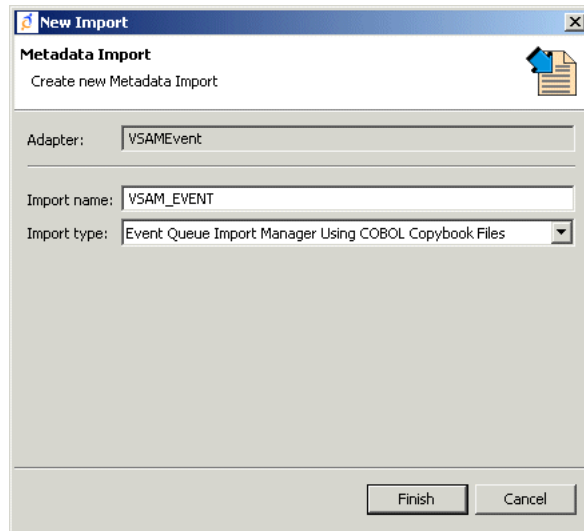 New Import
Metadata Import
Create new Metadata Import
Adapter: VSAMEvent
Import name: VSAM_EVENT
Import type: Event Queue Import Manager Using COBOL Copybook Files
Finish Cancel